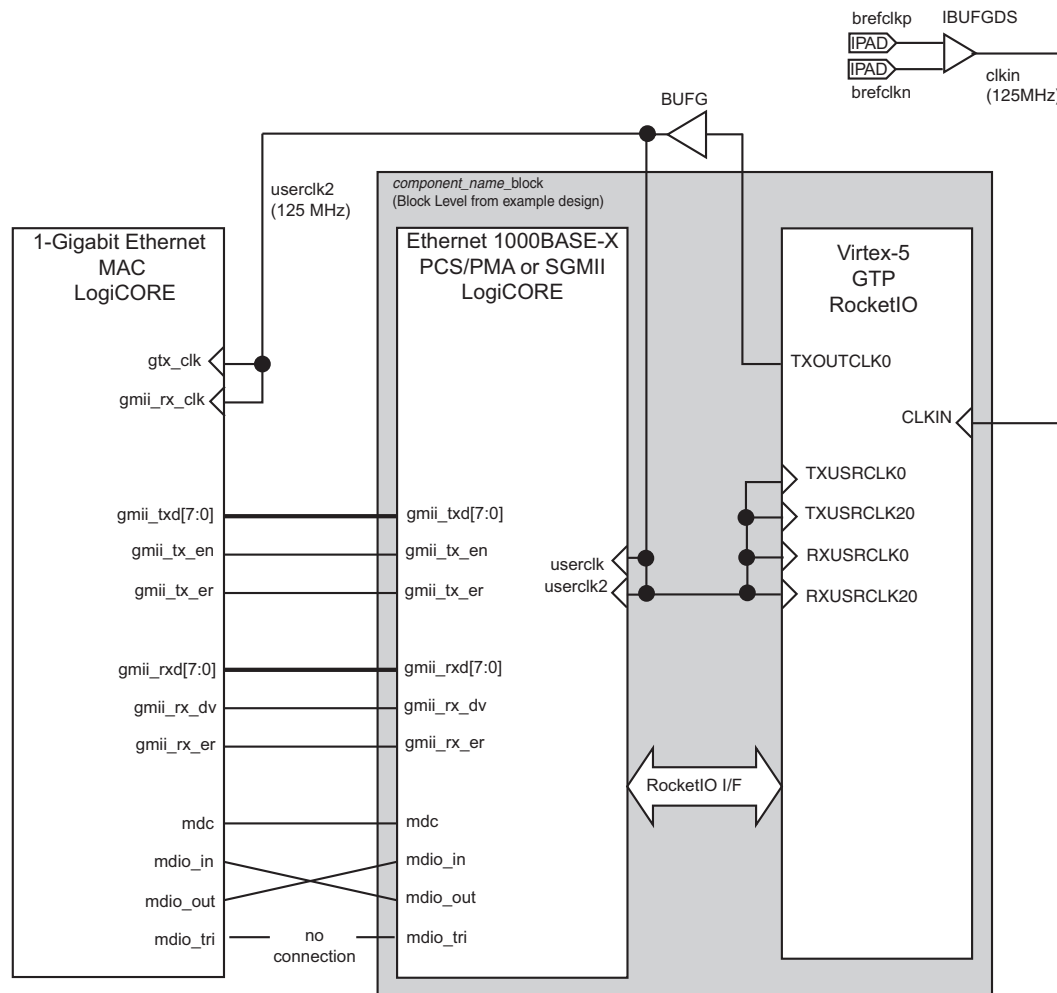 brefclkp
IBUFGDS
IPAD
IPAD
brefclkn
clkin
(125MHz)
BUFG
userclk2
(125 MHz)
component_name_block
(Block Level from example design)
1-Gigabit Ethernet
MAC
LogiCORE
gtx_clk
gmii_rx_clk
gmii_txd[7:0]
gmii_tx_en
gmii_tx_er
gmii_rxd[7:0]
gmii_rx_dv
gmii_rx_er
mdc
mdio_in
mdio_out
mdio_tri
no
connection
Ethernet 1000BASE-X
PCS/PMA or SGMII
LogiCORE
gmii_txd[7:0]
gmii_tx_en
gmii_tx_er
userclk
userclk2
gmii_rxd[7:0]
gmii_rx_dv
gmii_rx_er
mdc
mdio_in
mdio_out
mdio_tri
RocketIO I/F
Virtex-5
GTP
RocketIO
TXOUTCLK0
CLKIN
TXUSRCLK0
TXUSRCLK20
RXUSRCLK0
RXUSRCLK20